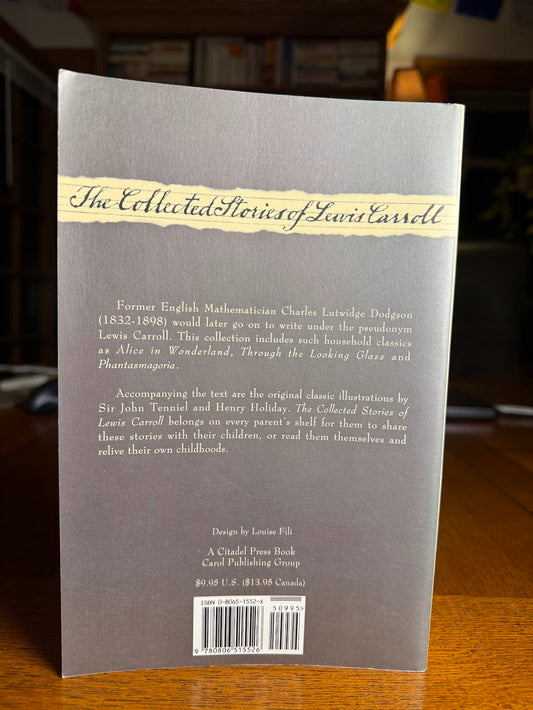 The Collected Stories of Lewis Carroll
Former English Mathematician Charles Lutwidge Dodgson
(1832-1898) would later go on to write under the pseudonym
Lewis Carroll. This collection includes such household classics
as Alice in Wonderland, Through the Looking Glass and
Phantasmagoria.
Accompanying the text are the original classic illustrations by
Sir John Tenniel and Henry Holiday. The Collected Stories of
Lewis Carroll belongs on every parent's shelf for them to share
these stories with their children, or read them themselves and
relive their own childhoods.
Design by Louise Fili
A Citadel Press Book
Carol Publishing Group
$9.95 U.S. ($13.95 Canada)
ISBN 0-8065-1552-X
50995>
9 780806 515526